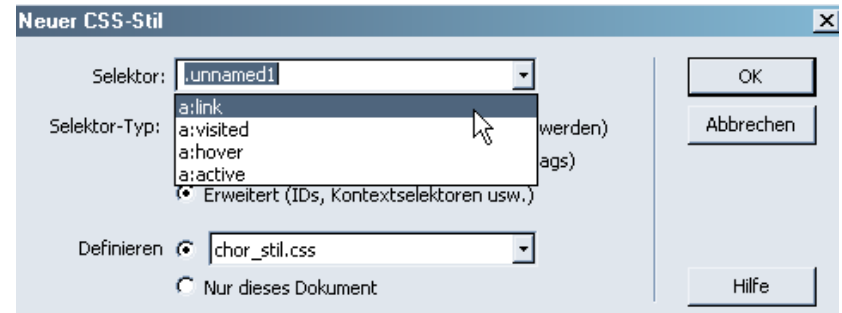 Neuer CSS-Stil
Selektor: .unnamed1
OK
a:link
Selektor-Typ: a:visited werden)
Abbrechen
a:hover ags)
a:active
Erweitert (IDs, Kontextselektoren usw.)
Definieren chor_stil.css
Nur dieses Dokument
Hilfe